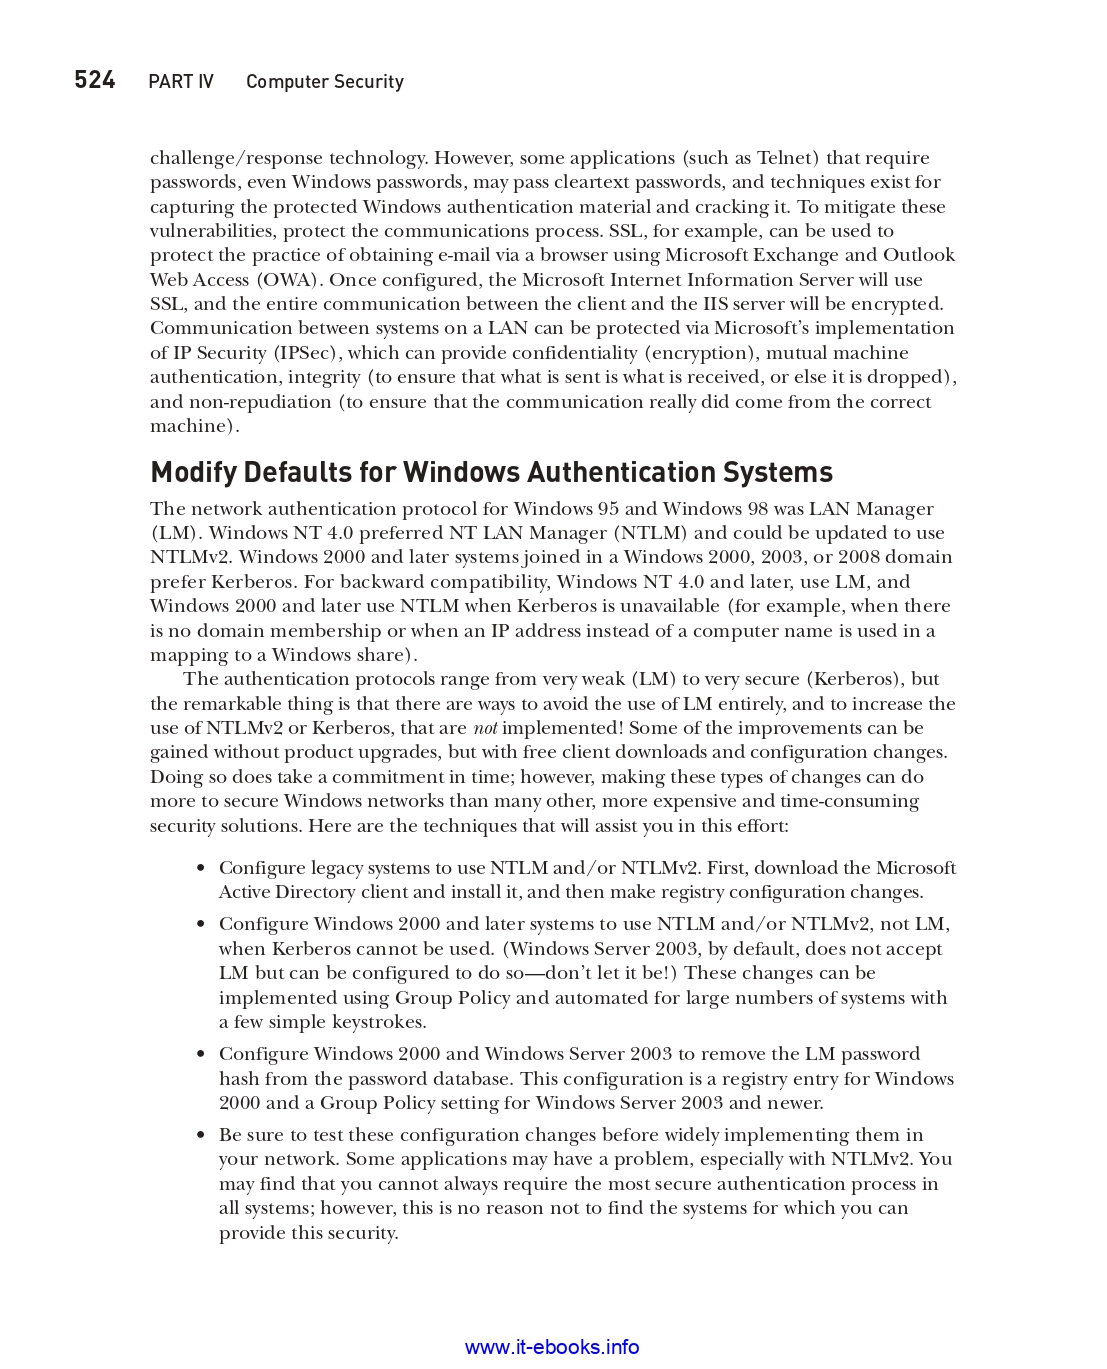 524 PART IV Computer Security
challenge/response technology. However, some applications (such as Telnet) that require
passwords, even Windows passwords, may pass cleartext passwords, and techniques exist for
capturing the protected Windows authentication material and cracking it. To mitigate these
vulnerabilities, protect the communications process. SSL, for example, can be used to
protect the practice of obtaining e-mail via a browser using Microsoft Exchange and Outlook
Web Access (OWA). Once configured, the Microsoft Internet Information Server will use
SSL, and the entire communication between the client and the IIS server will be encrypted.
Communication between systems on a LAN can be protected via Microsoft’s implementation
of IP Security (IPSec), which can provide confidentiality (encryption), mutual machine
authentication, integrity (to ensure that what is sent is what is received, or else it is dropped),
and non-repudiation (to ensure that the communication really did come from the correct
machine).
Modify Defaults for Windows Authentication Systems
The network authentication protocol for Windows 95 and Windows 98 was LAN Manager
(LM). Windows NT 4.0 preferred NT LAN Manager (NTLM) and could be updated to use
NTLMv2. Windows 2000 and later systems joined in a Windows 2000, 2003, or 2008 domain
prefer Kerberos. For backward compatibility, Windows NT 4.0 and later, use LM, and
Windows 2000 and later use NTLM when Kerberos is unavailable (for example, when there
is no domain membership or when an IP address instead of a computer name is used in a
mapping to a Windows share).
The authentication protocols range from very weak (LM) to very secure (Kerberos), but
the remarkable thing is that there are ways to avoid the use of LM entirely, and to increase the
use of NTLMv2 or Kerberos, that are not implemented! Some of the improvements can be
gained without product upgrades, but with free client downloads and configuration changes.
Doing so does take a commitment in time; however, making these types of changes can do
more to secure Windows networks than many other, more expensive and time-consuming
security solutions. Here are the techniques that will assist you in this effort:
• Configure legacy systems to use NTLM and/or NTLMv2. First, download the Microsoft
Active Directory client and install it, and then make registry configuration changes.
• Configure Windows 2000 and later systems to use NTLM and/or NTLMv2, not LM,
when Kerberos cannot be used. (Windows Server 2003, by default, does not accept
LM but can be configured to do so—don’t let it be!) These changes can be
implemented using Group Policy and automated for large numbers of systems with
a few simple keystrokes.
• Configure Windows 2000 and Windows Server 2003 to remove the LM password
hash from the password database. This configuration is a registry entry for Windows
2000 and a Group Policy setting for Windows Server 2003 and newer.
• Be sure to test these configuration changes before widely implementing them in
your network. Some applications may have a problem, especially with NTLMv2. You
may find that you cannot always require the most secure authentication process in
all systems; however, this is no reason not to find the systems for which you can
provide this security.
www.it-ebooks.info